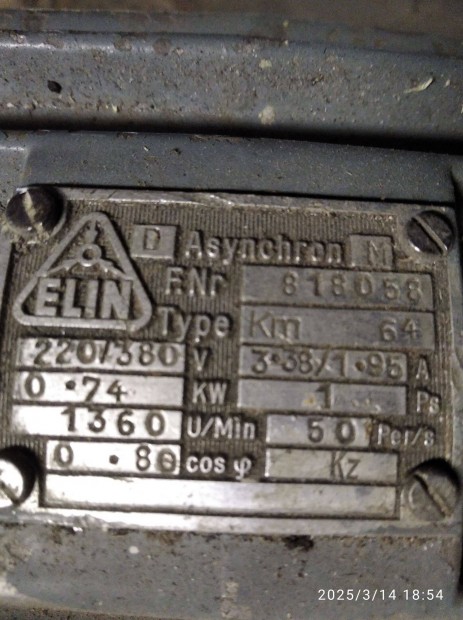 D Asynchron M
ELIN
F.Nr 818058
Type Km 64
220/380 V 3.38/1.95 A
0.74 KW 1 Ps
1360 U/Min 50 Per/s
0.80 cos φ Kz
2025/3/14 18:54